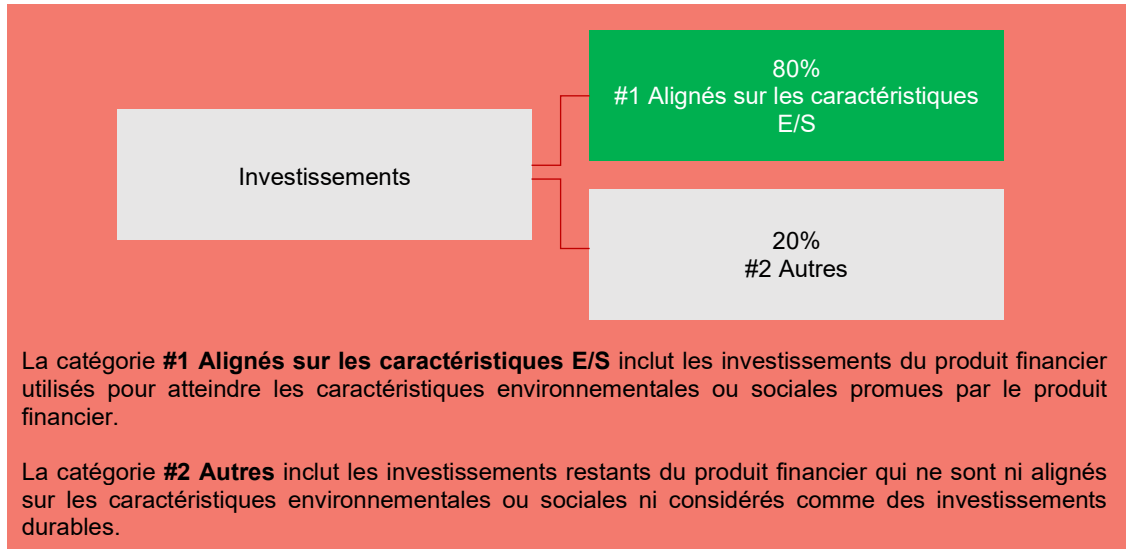 80%
#1 Alignés sur les caractéristiques
E/S
Investissements
20%
#2 Autres
La catégorie #1 Alignés sur les caractéristiques E/S inclut les investissements du produit financier
utilisés pour atteindre les caractéristiques environnementales ou sociales promues par le produit
financier.
La catégorie #2 Autres inclut les investissements restants du produit financier qui ne sont ni alignés
sur les caractéristiques environnementales ou sociales ni considérés comme des investissements
durables.